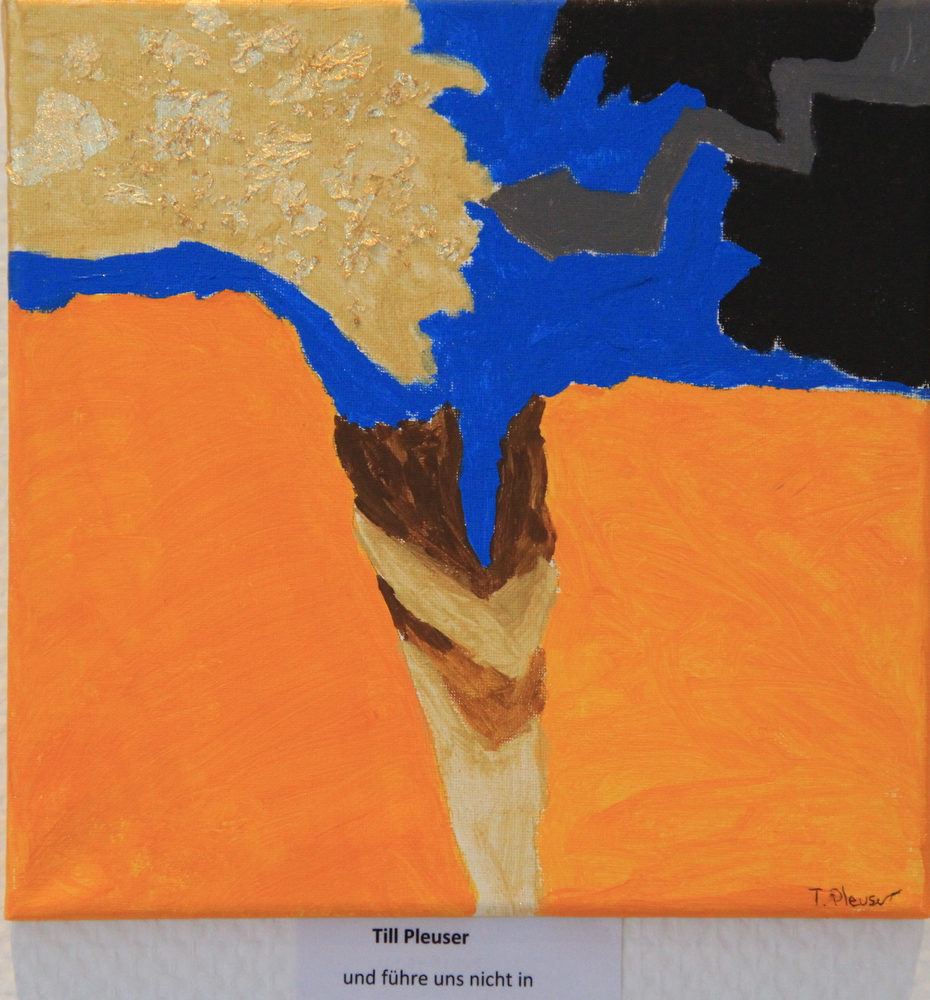 T. Pleuser
Till Pleuser
und führe uns nicht in